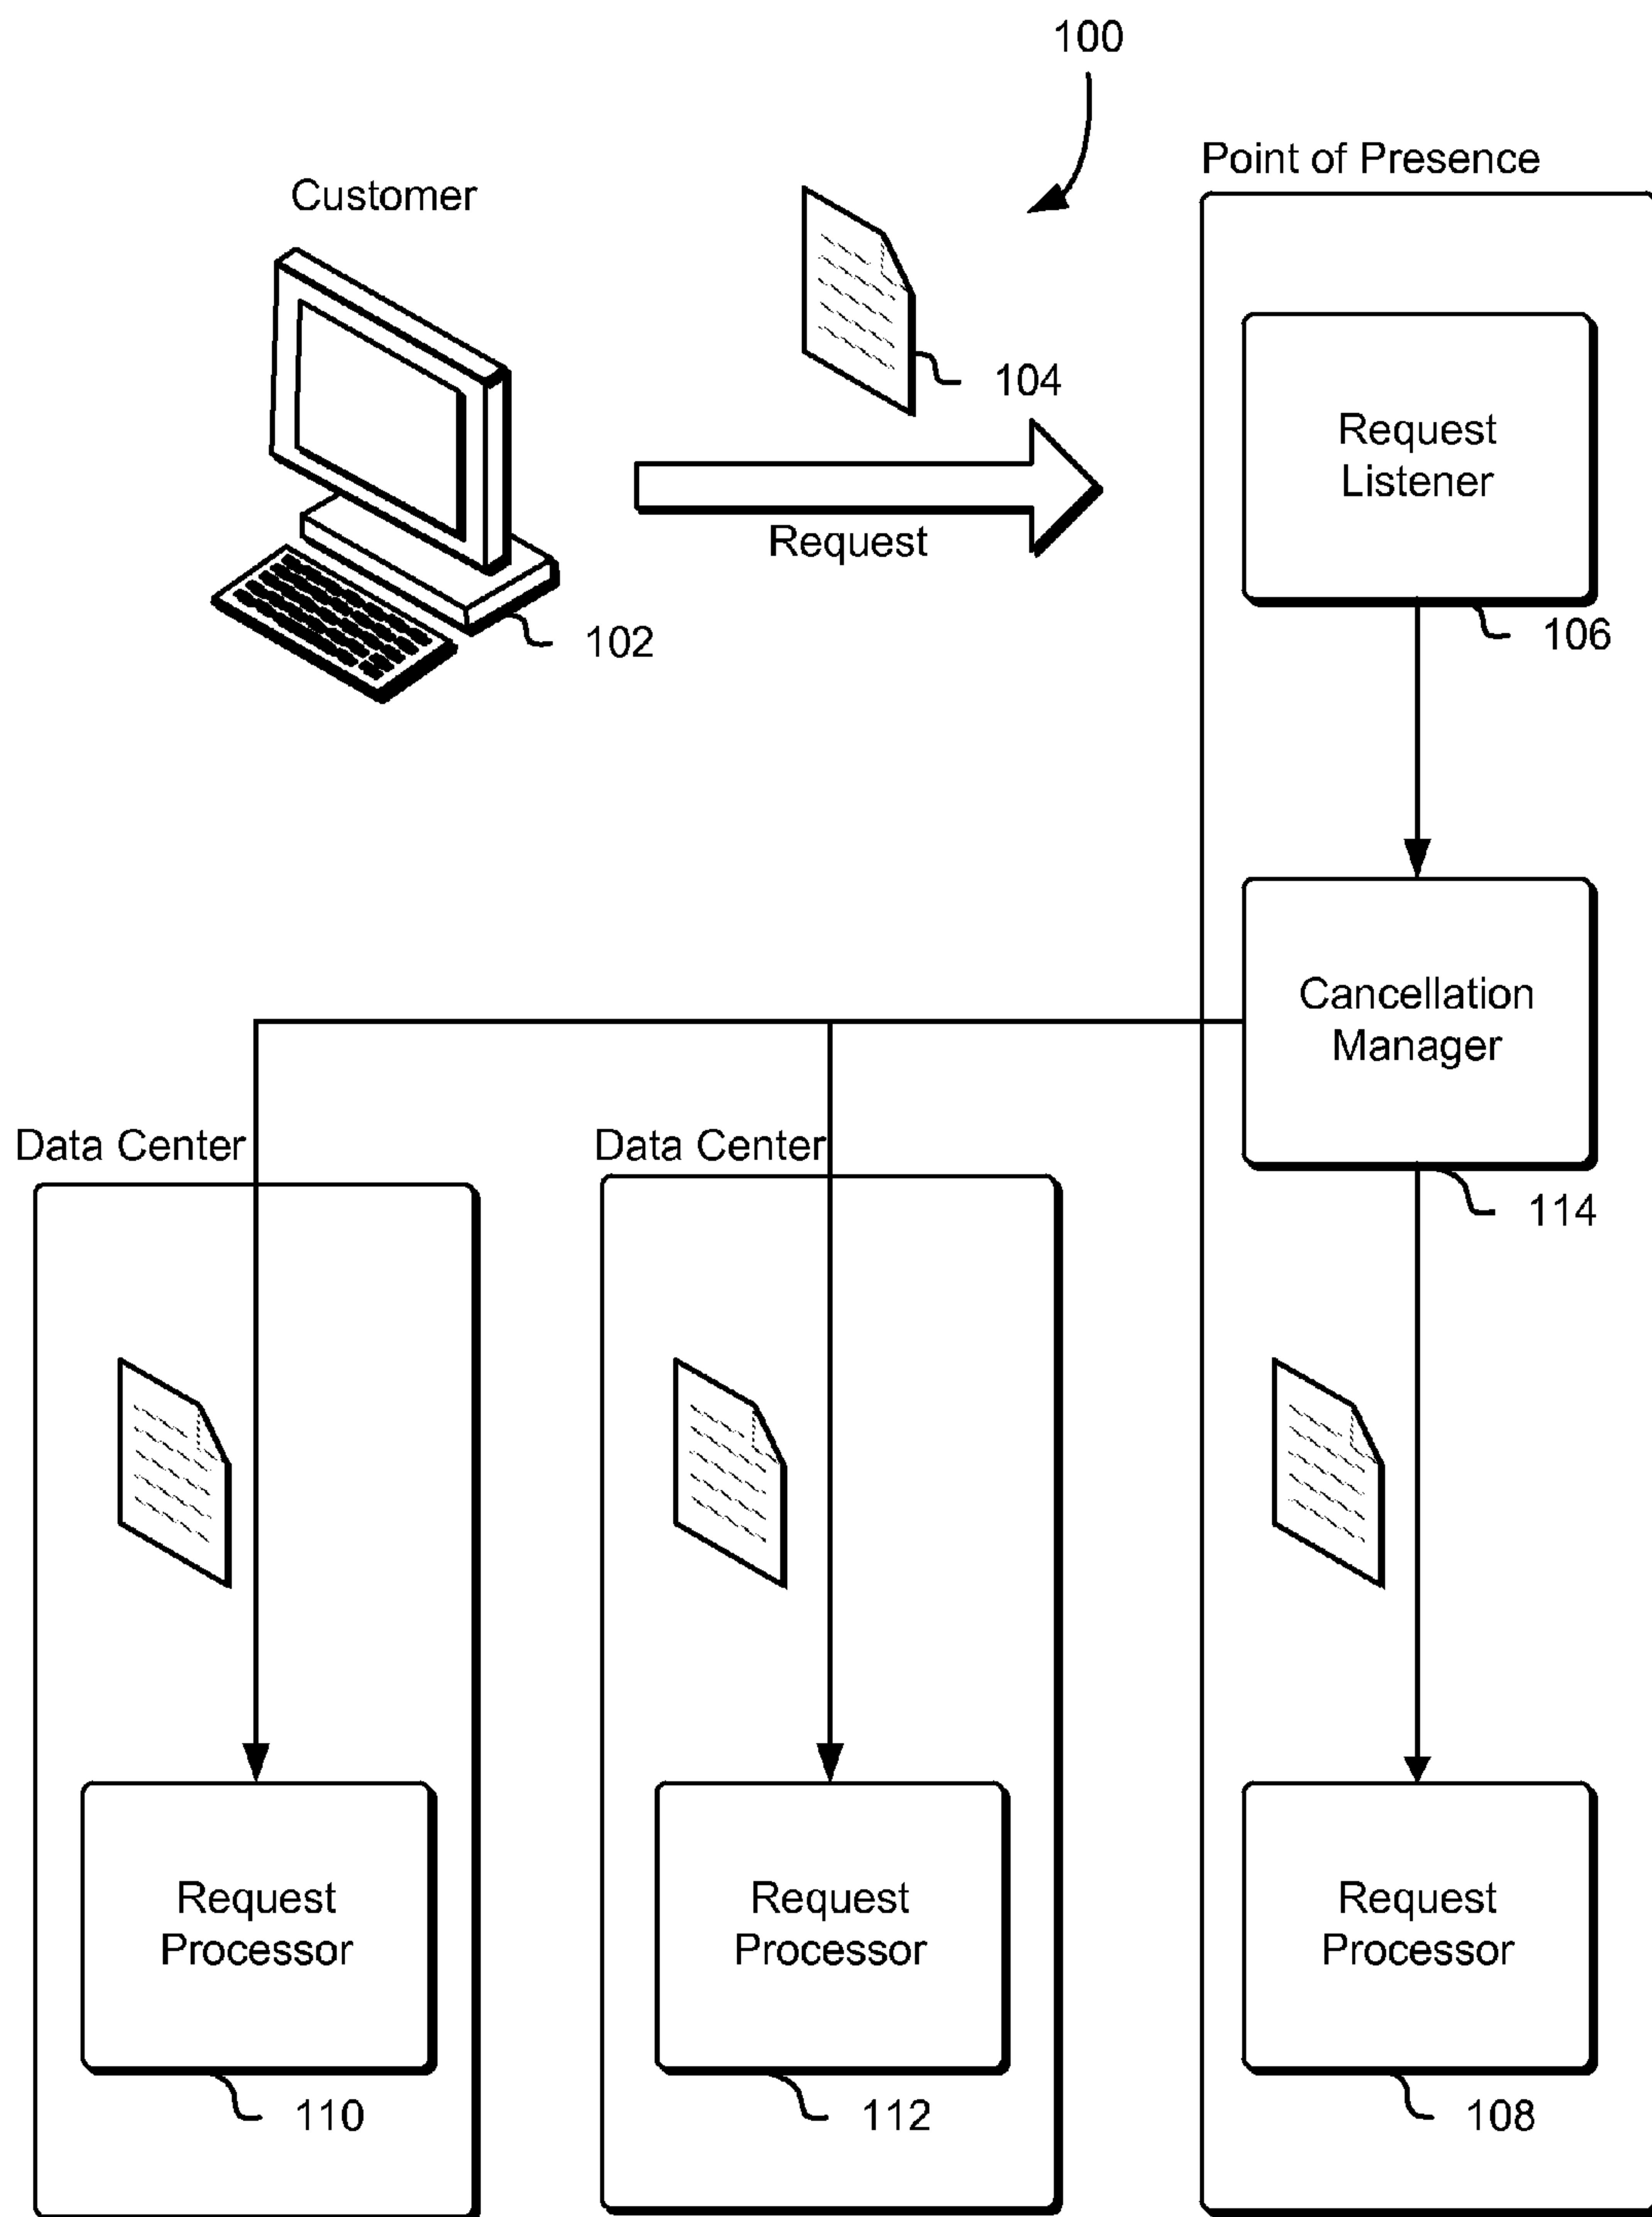 100
Point of Presence
Customer
104
Request
Listener
Request
102
106
Cancellation
Manager
Data Center
Data Center
114
Request
Processor
Request
Processor
Request
Processor
110
112
108